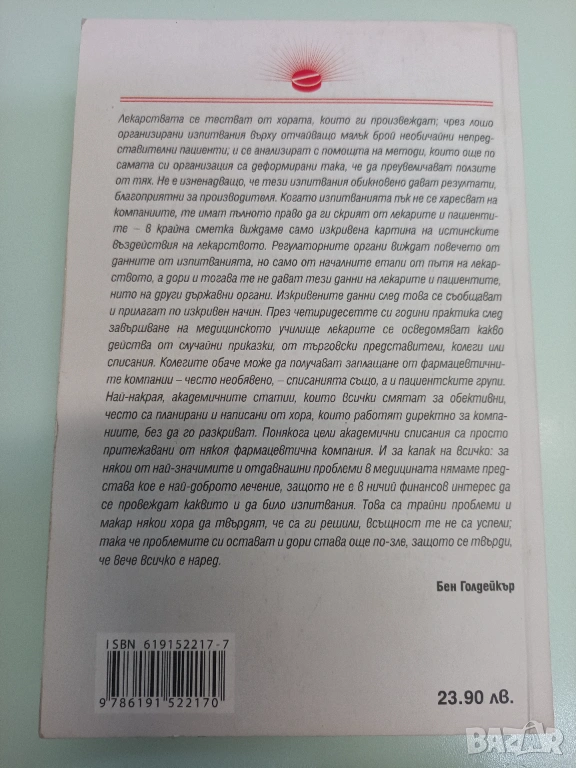 Лекарствата се тестват от хората, които ги произвеждат; чрез лошо
организирани изпитвания върху отчайващо малък брой необичайни непред-
ставителни пациенти; и се анализират с помощта на методи, които още по
самата си организация са деформирани така, че да преувеличават ползите
от тях. Не е изненадващо, че тези изпитвания обикновено дават резултати,
благоприятни за производителя. Когато изпитванията пък не се харесват на
компаниите, те имат пълното право да ги скрият от лекарите и пациенти-
те – в крайна сметка виждаме само изкривена картина на истинските
въздействия на лекарството. Регулаторните органи виждат повечето от
данните от изпитванията, но само от началните етапи от пътя на лекар-
ството, а дори и тогава те не дават тези данни на лекарите и пациентите,
нито на други държавни органи. Изкривените данни след това се съобщават
и прилагат по изкривен начин. През четиридесетте си години практика след
завършване на медицинското училище лекарите се осведомяват какво
действа от случайни приказки, от търговски представители, колеги или
списания. Колегите обаче може да получават заплащане от фармацевтични-
те компании – често необявено, – списанията също, а и пациентските групи.
Най-накрая, академичните статии, които всички смятат за обективни,
често са планирани и написани от хора, които работят директно за компа-
ниите, без да го разкриват. Понякога цели академични списания са просто
притежавани от някоя фармацевтична компания. И за капак на всичко: за
някои от най-значимите и отдавнашни проблеми в медицината нямаме пред-
става кое е най-доброто лечение, защото не е в ничий финансов интерес да
се провеждат каквито и да било изпитвания. Това са трайни проблеми и
макар някои хора да твърдят, че са ги решили, всъщност те не са успели;
така че проблемите си остават и дори става още по-зле, защото се твърди,
че вече всичко е наред.
Бен Голдейкър
ISBN 619152217-7
9 786191 522170
23.90 лв.
BAZAR